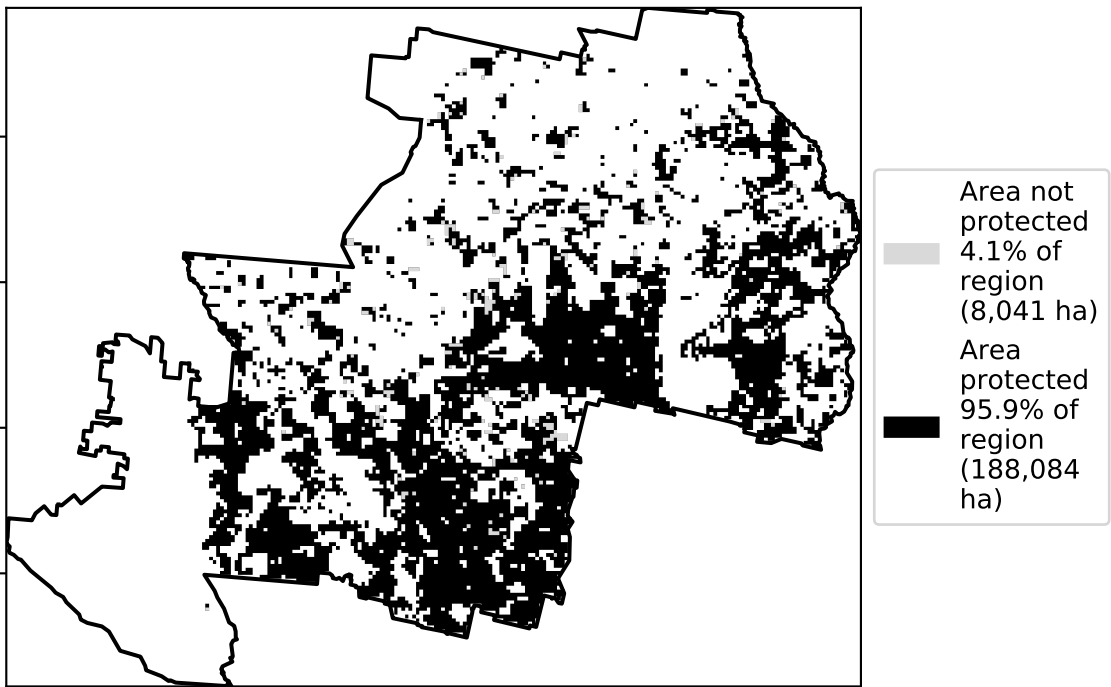 Area not
protected
4.1% of
region
(8,041 ha)
Area
protected
95.9% of
region
(188,084
ha)